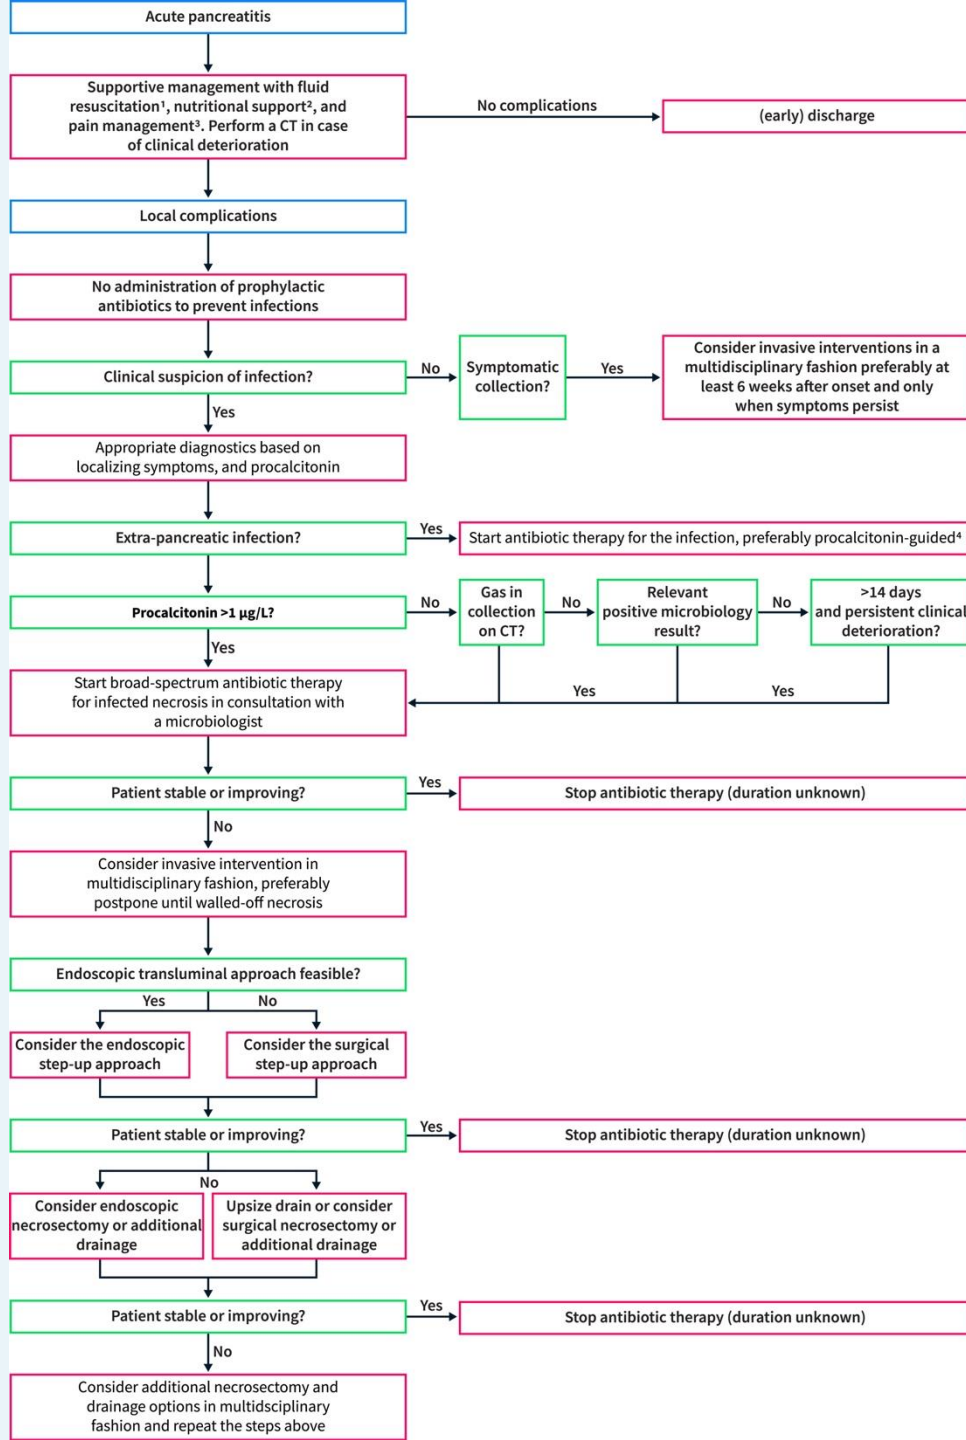 Acute pancreatitis
Supportive management with fluid
resuscitation¹, nutritional support², and
pain management³. Perform a CT in case
of clinical deterioration
No complications
(early) discharge
Local complications
No administration of prophylactic
antibiotics to prevent infections
Clinical suspicion of infection?
No
Symptomatic
collection?
Yes
Consider invasive interventions in a
multidisciplinary fashion preferably at
least 6 weeks after onset and only
when symptoms persist
Yes
Appropriate diagnostics based on
localizing symptoms, and procalcitonin
Extra-pancreatic infection?
Yes
Start antibiotic therapy for the infection, preferably procalcitonin-guided⁴
Procalcitonin >1 µg/L?
No
Gas in
collection
on CT?
No
Relevant
positive microbiology
result?
No
>14 days
and persistent clinical
deterioration?
Yes
Yes
Yes
Start broad-spectrum antibiotic therapy
for infected necrosis in consultation with
a microbiologist
Patient stable or improving?
Yes
Stop antibiotic therapy (duration unknown)
No
Consider invasive intervention in
multidisciplinary fashion, preferably
postpone until walled-off necrosis
Endoscopic transluminal approach feasible?
Yes
No
Consider the endoscopic
step-up approach
Consider the surgical
step-up approach
Patient stable or improving?
Yes
Stop antibiotic therapy (duration unknown)
No
Consider endoscopic
necrosectomy or additional
drainage
Upsize drain or consider
surgical necrosectomy or
additional drainage
Patient stable or improving?
Yes
Stop antibiotic therapy (duration unknown)
No
Consider additional necrosectomy and
drainage options in multidsciplinary
fashion and repeat the steps above